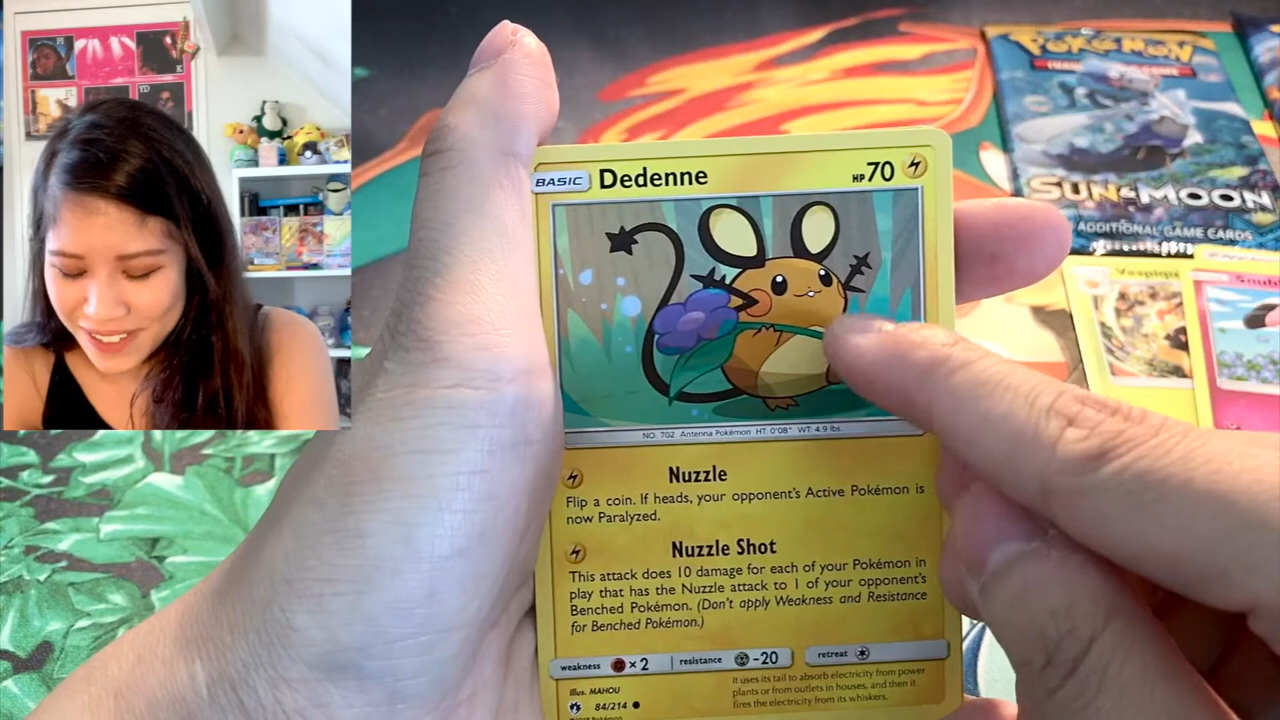 PI
K
YD
POKÉMON
SUN & MOON
ADDITIONAL GAME CARDS
BASIC Dedenne HP 70
NO. 702 Antenna Pokémon HT: 0'08" WT: 4.9 lbs.
Nuzzle
Flip a coin. If heads, your opponent's Active Pokémon is
now Paralyzed.
Nuzzle Shot
This attack does 10 damage for each of your Pokémon in
play that has the Nuzzle attack to 1 of your opponent's
Benched Pokémon. (Don't apply Weakness and Resistance
for Benched Pokémon.)
weakness ×2 resistance -20 retreat
Illus. MAHOU
84/214
It uses its tail to absorb electricity from power
plants or from outlets in houses, and then it
fires the electricity from its whiskers.